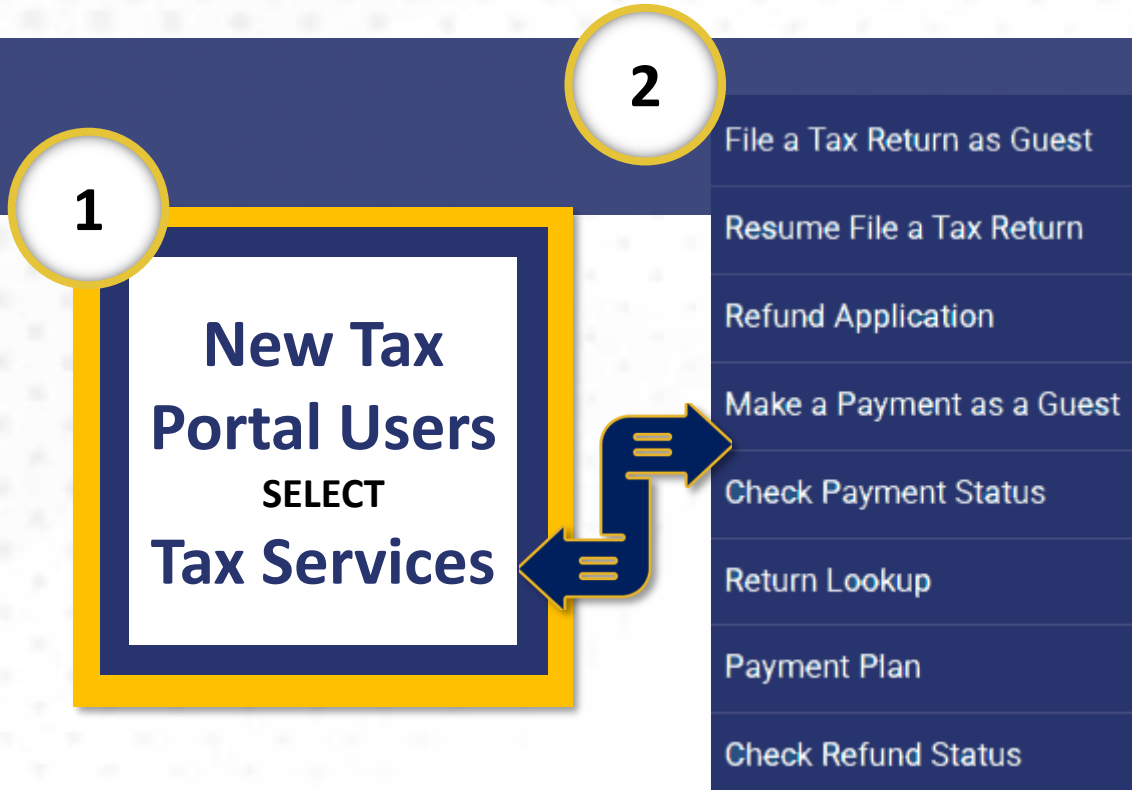 1
New Tax
Portal Users
SELECT
Tax Services
2
File a Tax Return as Guest
Resume File a Tax Return
Refund Application
Make a Payment as a Guest
Check Payment Status
Return Lookup
Payment Plan
Check Refund Status